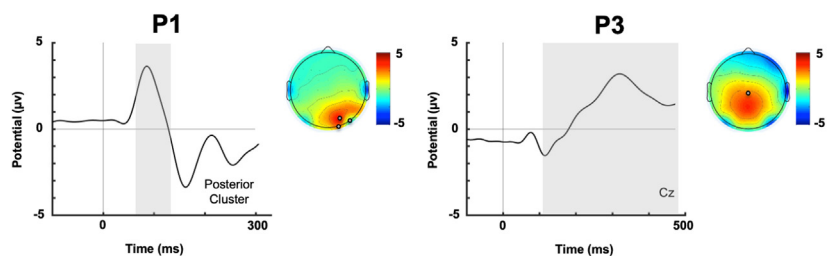 P1
5
0
-5
Potential (μv)
0
300
Time (ms)
Posterior
Cluster
5
-5
P3
5
0
-5
Potential (μv)
0
500
Time (ms)
Cz
5
-5